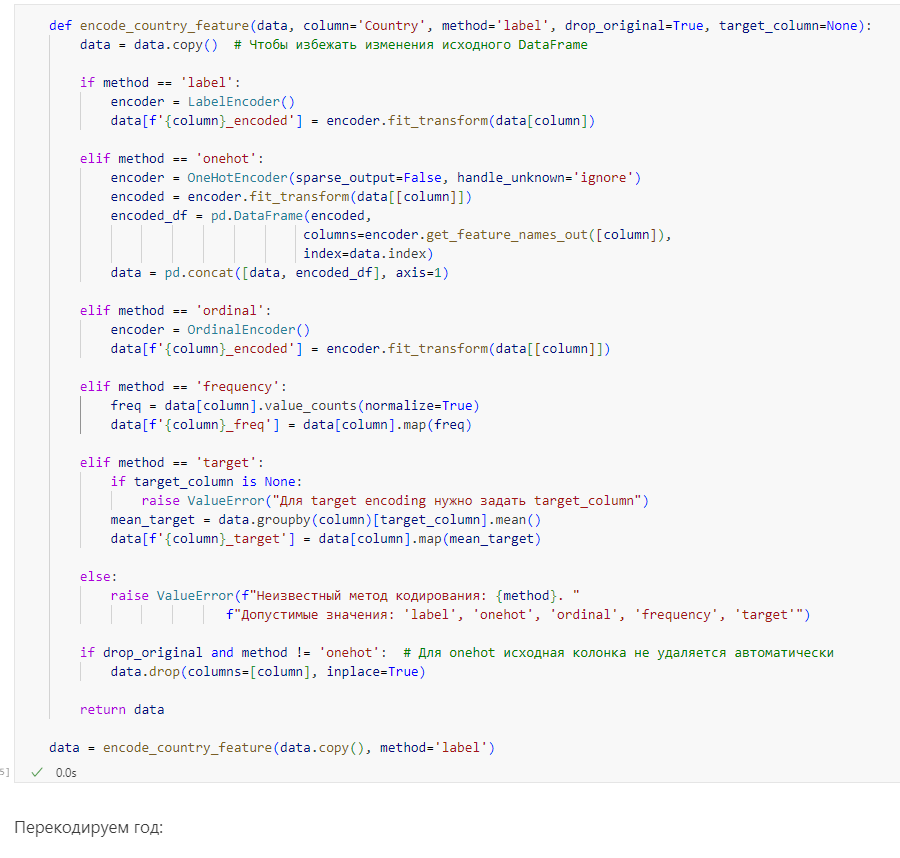 def encode_country_feature(data, column='Country', method='label', drop_original=True, target_column=None):
    data = data.copy()  # Чтобы избежать изменения исходного DataFrame

    if method == 'label':
        encoder = LabelEncoder()
        data[f'{column}_encoded'] = encoder.fit_transform(data[column])

    elif method == 'onehot':
        encoder = OneHotEncoder(sparse_output=False, handle_unknown='ignore')
        encoded = encoder.fit_transform(data[[column]])
        encoded_df = pd.DataFrame(encoded,
                                 columns=encoder.get_feature_names_out([column]),
                                 index=data.index)
        data = pd.concat([data, encoded_df], axis=1)

    elif method == 'ordinal':
        encoder = OrdinalEncoder()
        data[f'{column}_encoded'] = encoder.fit_transform(data[[column]])

    elif method == 'frequency':
        freq = data[column].value_counts(normalize=True)
        data[f'{column}_freq'] = data[column].map(freq)

    elif method == 'target':
        if target_column is None:
            raise ValueError("Для target encoding нужно задать target_column")
        mean_target = data.groupby(column)[target_column].mean()
        data[f'{column}_target'] = data[column].map(mean_target)

    else:
        raise ValueError(f"Неизвестный метод кодирования: {method}. "
                       f"Допустимые значения: 'label', 'onehot', 'ordinal', 'frequency', 'target'")

    if drop_original and method != 'onehot':  # Для onehot исходная колонка не удаляется автоматически
        data.drop(columns=[column], inplace=True)

    return data

data = encode_country_feature(data.copy(), method='label')
5] ✓ 0.0s
Перекодируем год: